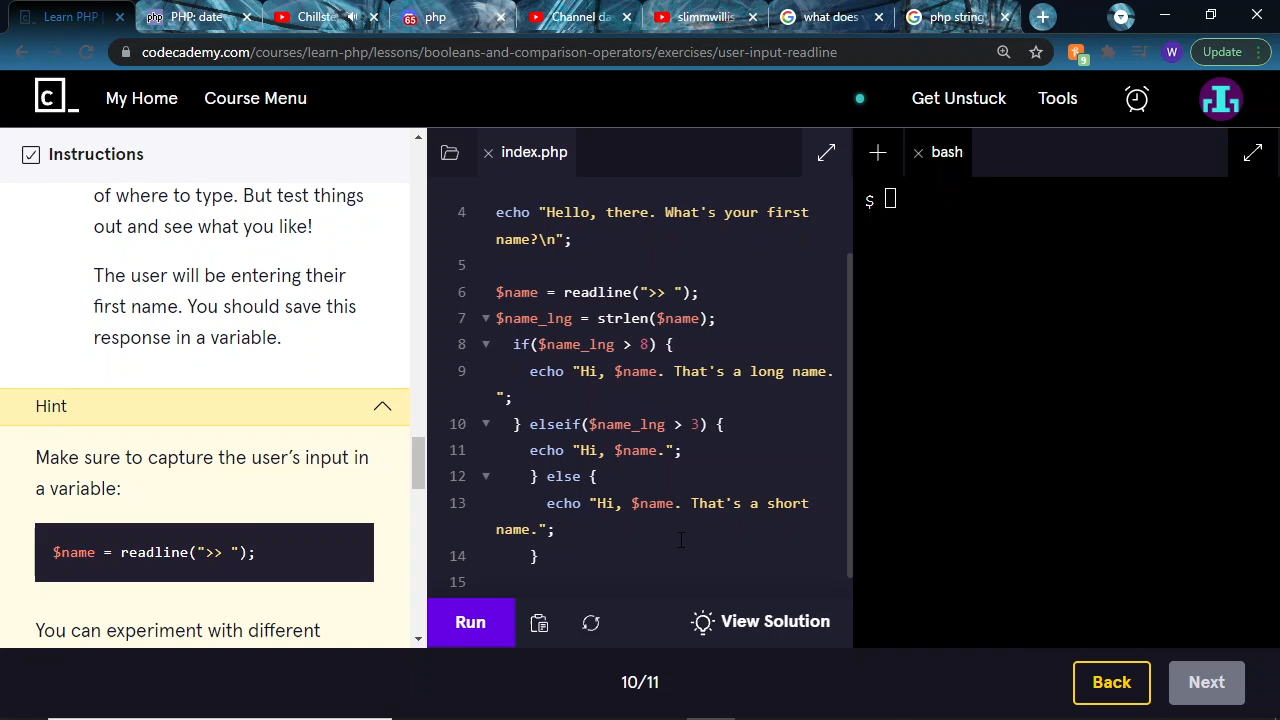 Learn PHP
PHP: date
Chillste
65 php
Channel da
slimmwillis
what does
php string
codecademy.com/courses/learn-php/lessons/booleans-and-comparison-operators/exercises/user-input-readline
9
W
Update
c_
My Home
Course Menu
Get Unstuck
Tools
Instructions
of where to type. But test things
out and see what you like!
The user will be entering their
first name. You should save this
response in a variable.
Hint
Make sure to capture the user’s input in
a variable:
$name = readline(">> ");
You can experiment with different
index.php
4 echo "Hello, there. What's your first
name?\n";
5
6 $name = readline(">> ");
7 $name_lng = strlen($name);
8 if($name_lng > 8) {
9 echo "Hi, $name. That's a long name.
";
10 } elseif($name_lng > 3) {
11 echo "Hi, $name.";
12 } else {
13 echo "Hi, $name. That's a short
name.";
14 }
15
Run
View Solution
bash
$
10/11
Back
Next